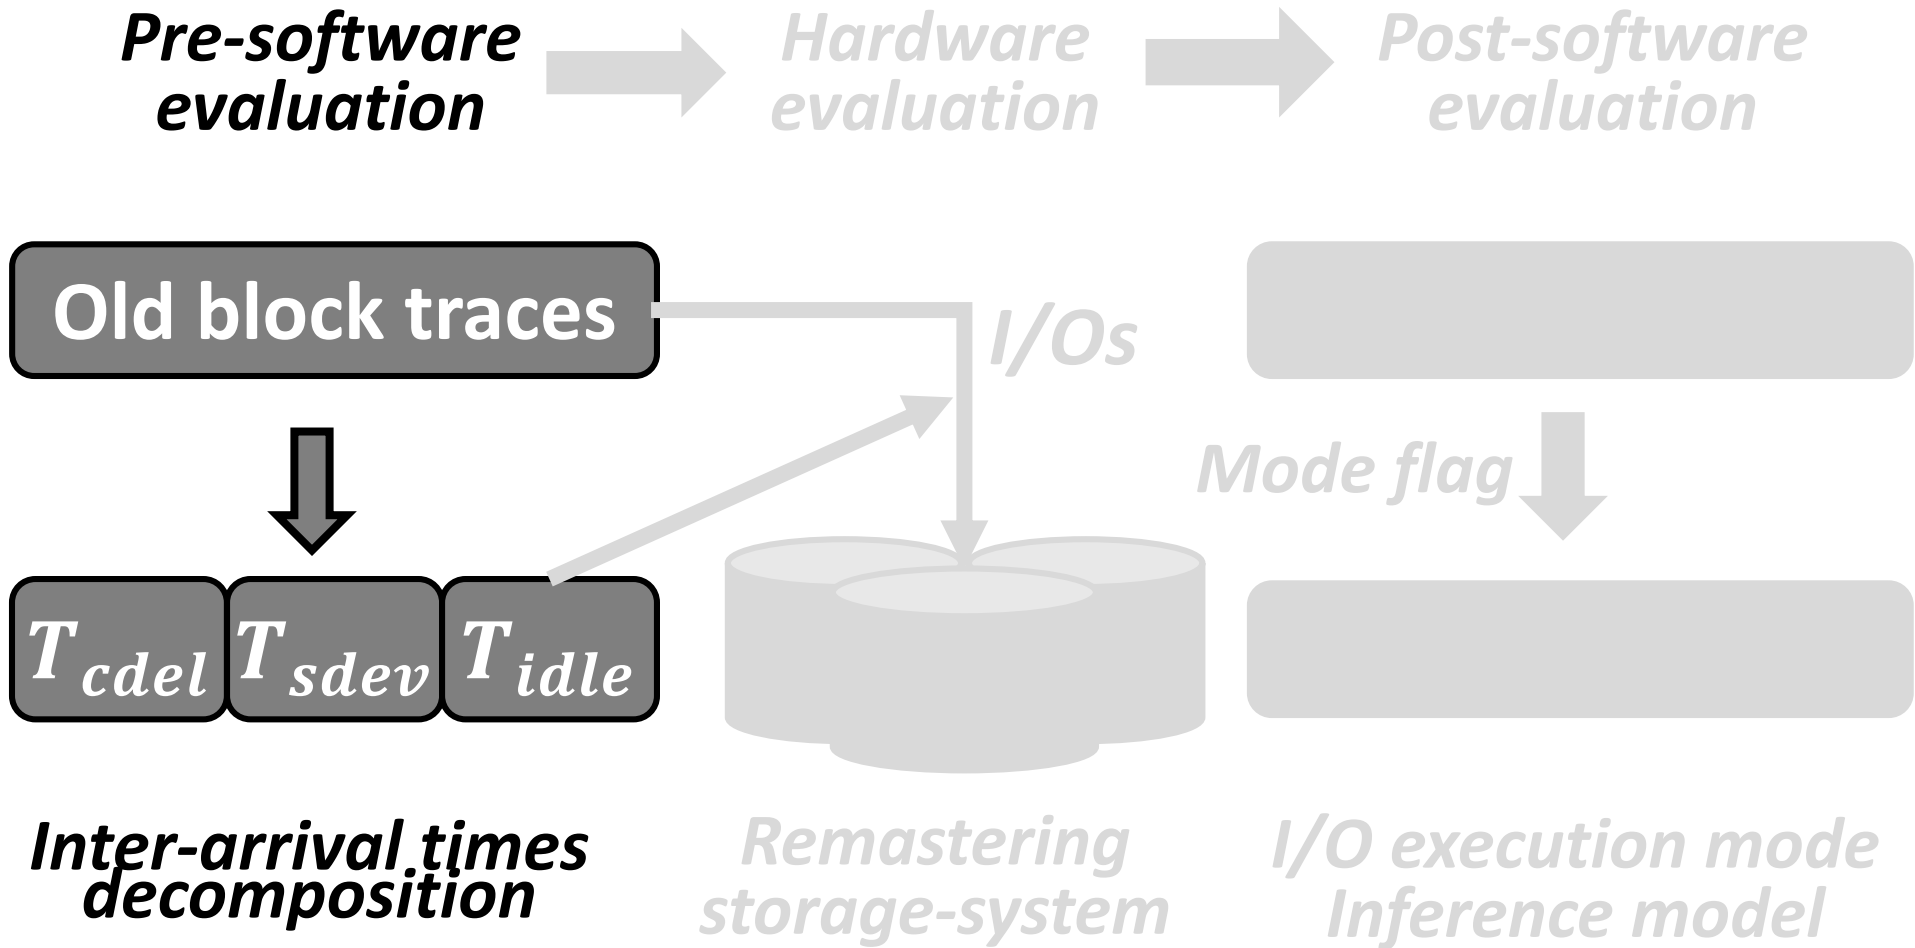 Pre-software
evaluation
Hardware
evaluation
Post-software
evaluation
Old block traces
I/Os
Mode flag
T_cdel
T_sdev
T_idle
Inter-arrival times
decomposition
Remastering
storage-system
I/O execution mode
Inference model